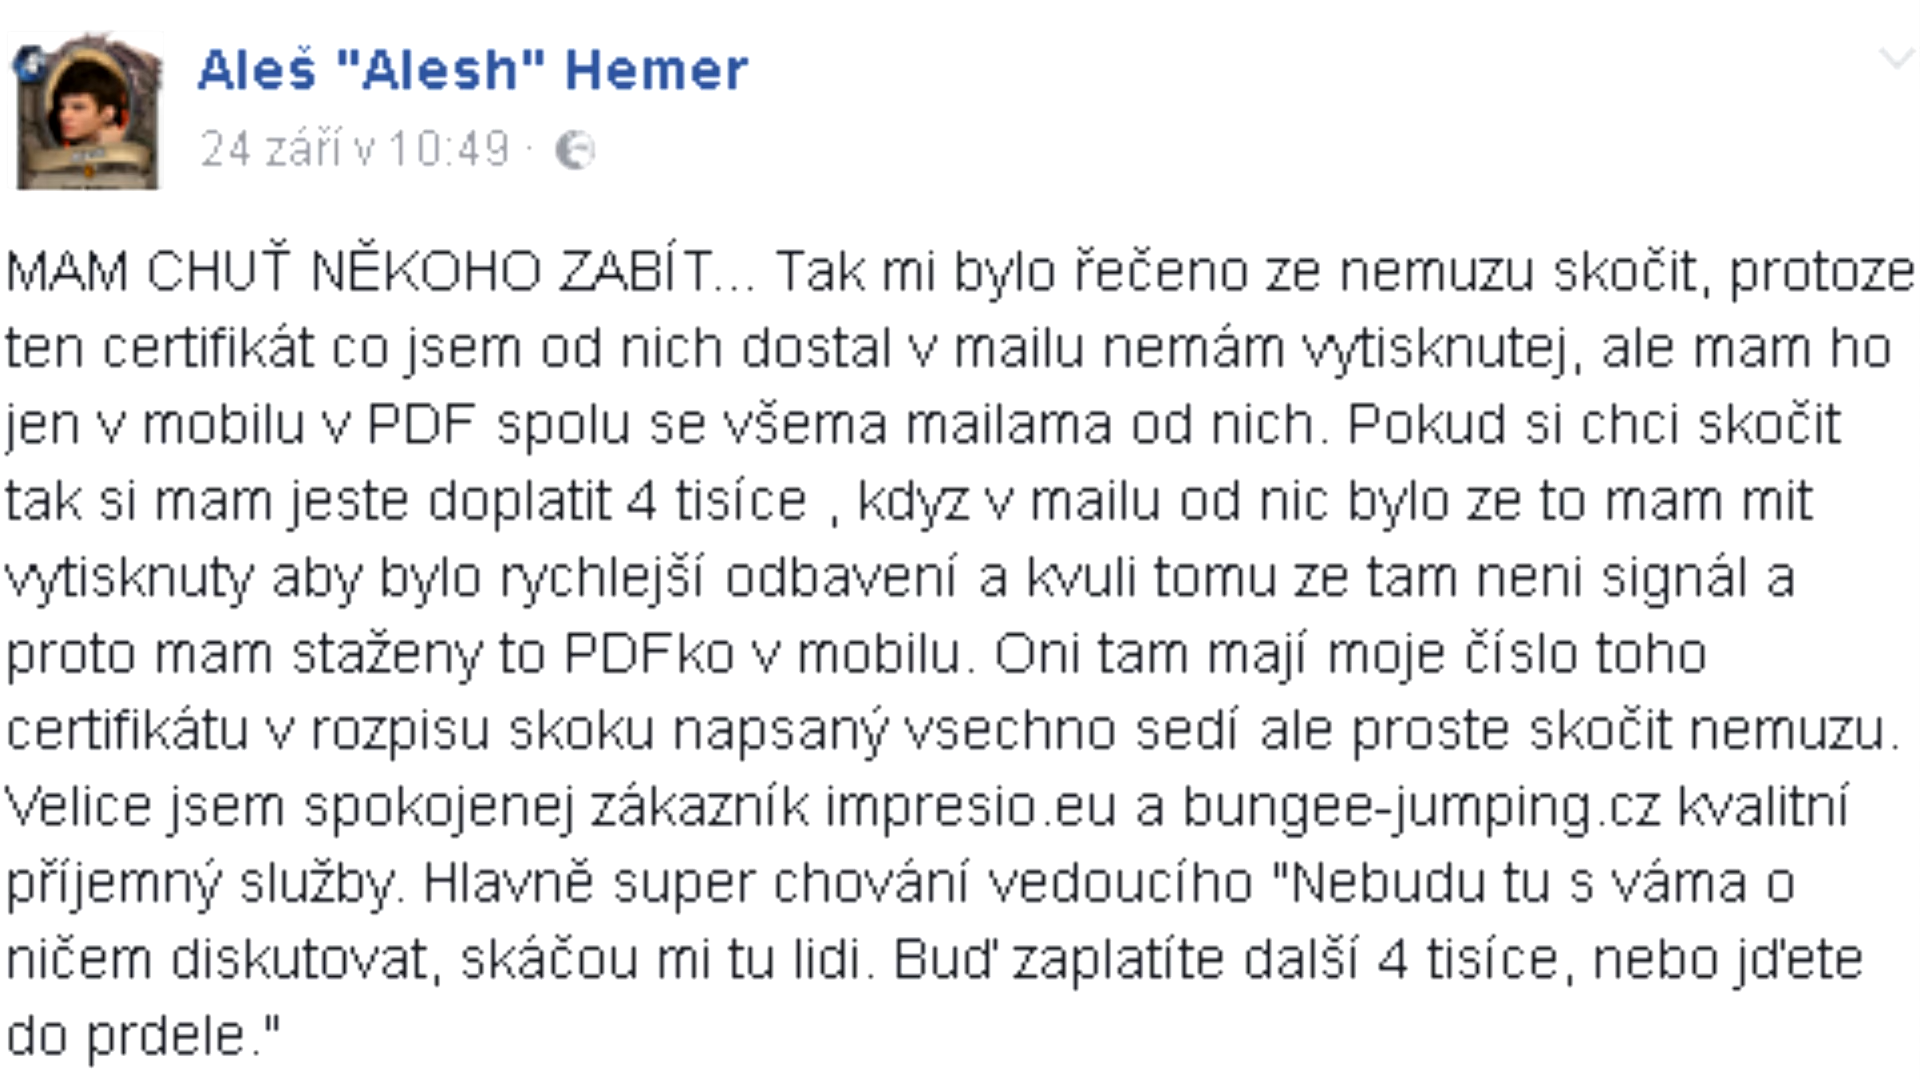 Aleš "Alesh" Hemer
24 září v 10:49 ·
MAM CHUŤ NĚKOHO ZABÍT... Tak mi bylo řečeno ze nemuzu skočit, protoze
ten certifikát co jsem od nich dostal v mailu nemám vytisknutej, ale mam ho
jen v mobilu v PDF spolu se všema mailama od nich. Pokud si chci skočit
tak si mam jeste doplatit 4 tisíce , kdyz v mailu od nic bylo ze to mam mit
vytisknuty aby bylo rychlejší odbavení a kvuli tomu ze tam neni signál a
proto mam staženy to PDFko v mobilu. Oni tam mají moje číslo toho
certifikátu v rozpisu skoku napsaný vsechno sedí ale proste skočit nemuzu.
Velice jsem spokojenej zákazník impresio.eu a bungee-jumping.cz kvalitní
příjemný služby. Hlavně super chování vedoucího "Nebudu tu s váma o
ničem diskutovat, skáčou mi tu lidi. Buď zaplatíte další 4 tisíce, nebo jďete
do prdele."